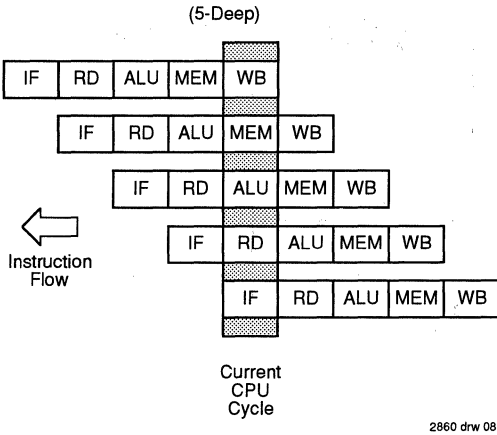 (5-Deep)
IF RD ALU MEM WB
IF RD ALU MEM WB
IF RD ALU MEM WB
IF RD ALU MEM WB
IF RD ALU MEM WB
Instruction
Flow
Current
CPU
Cycle
2860 drw 08